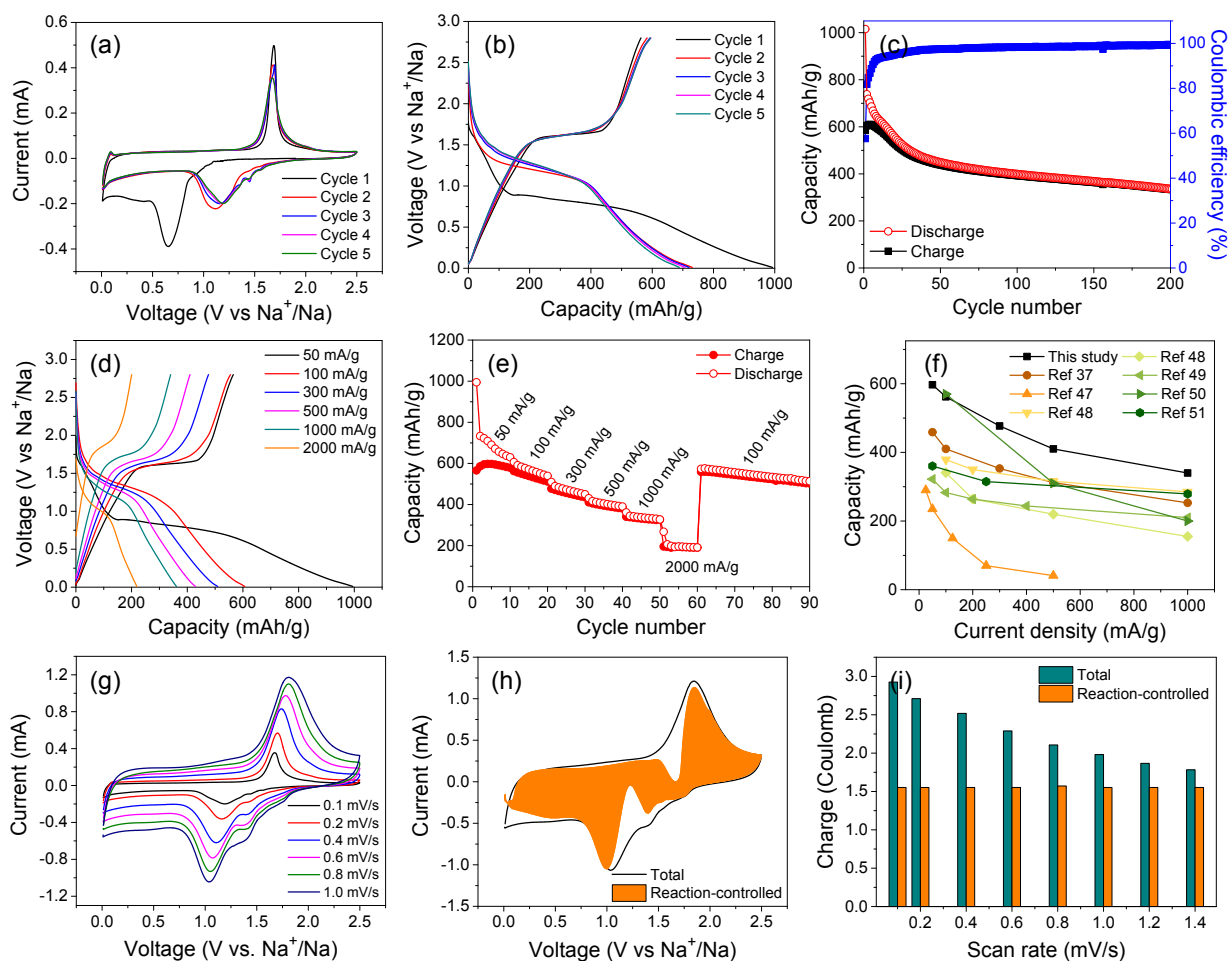 (a)
0.6
0.4
0.2
0.0
-0.2
-0.4
Current (mA)
Cycle 1
Cycle 2
Cycle 3
Cycle 4
Cycle 5
0.0 0.5 1.0 1.5 2.0 2.5
Voltage (V vs Na⁺/Na)
(b)
3.0
2.5
2.0
1.5
1.0
0.5
0.0
Voltage (V vs Na⁺/Na)
Cycle 1
Cycle 2
Cycle 3
Cycle 4
Cycle 5
0 200 400 600 800 1000
Capacity (mAh/g)
(c)
1000
800
600
400
200
0
Capacity (mAh/g)
100
80
60
40
20
0
Coulombic efficiency (%)
Discharge
Charge
0 50 100 150 200
Cycle number
(d)
3.0
2.5
2.0
1.5
1.0
0.5
0.0
Voltage (V vs Na⁺/Na)
50 mA/g
100 mA/g
300 mA/g
500 mA/g
1000 mA/g
2000 mA/g
0 200 400 600 800 1000
Capacity (mAh/g)
(e)
1200
1000
800
600
400
200
0
Capacity (mAh/g)
Charge
Discharge
50 mA/g
100 mA/g
300 mA/g
500 mA/g
1000 mA/g
2000 mA/g
100 mA/g
0 10 20 30 40 50 60 70 80 90
Cycle number
(f)
600
400
200
0
Capacity (mAh/g)
This study
Ref 37
Ref 47
Ref 48
Ref 48
Ref 49
Ref 50
Ref 51
0 200 400 600 800 1000
Current density (mA/g)
(g)
1.2
0.8
0.4
0.0
-0.4
-0.8
-1.2
Current (mA)
0.1 mV/s
0.2 mV/s
0.4 mV/s
0.6 mV/s
0.8 mV/s
1.0 mV/s
0.0 0.5 1.0 1.5 2.0 2.5
Voltage (V vs. Na⁺/Na)
(h)
1.5
1.0
0.5
0.0
-0.5
-1.0
-1.5
Current (mA)
Total
Reaction-controlled
0.0 0.5 1.0 1.5 2.0 2.5
Voltage (V vs Na⁺/Na)
(i)
3.0
2.5
2.0
1.5
1.0
0.5
0.0
Charge (Coulomb)
Total
Reaction-controlled
0.2 0.4 0.6 0.8 1.0 1.2 1.4
Scan rate (mV/s)